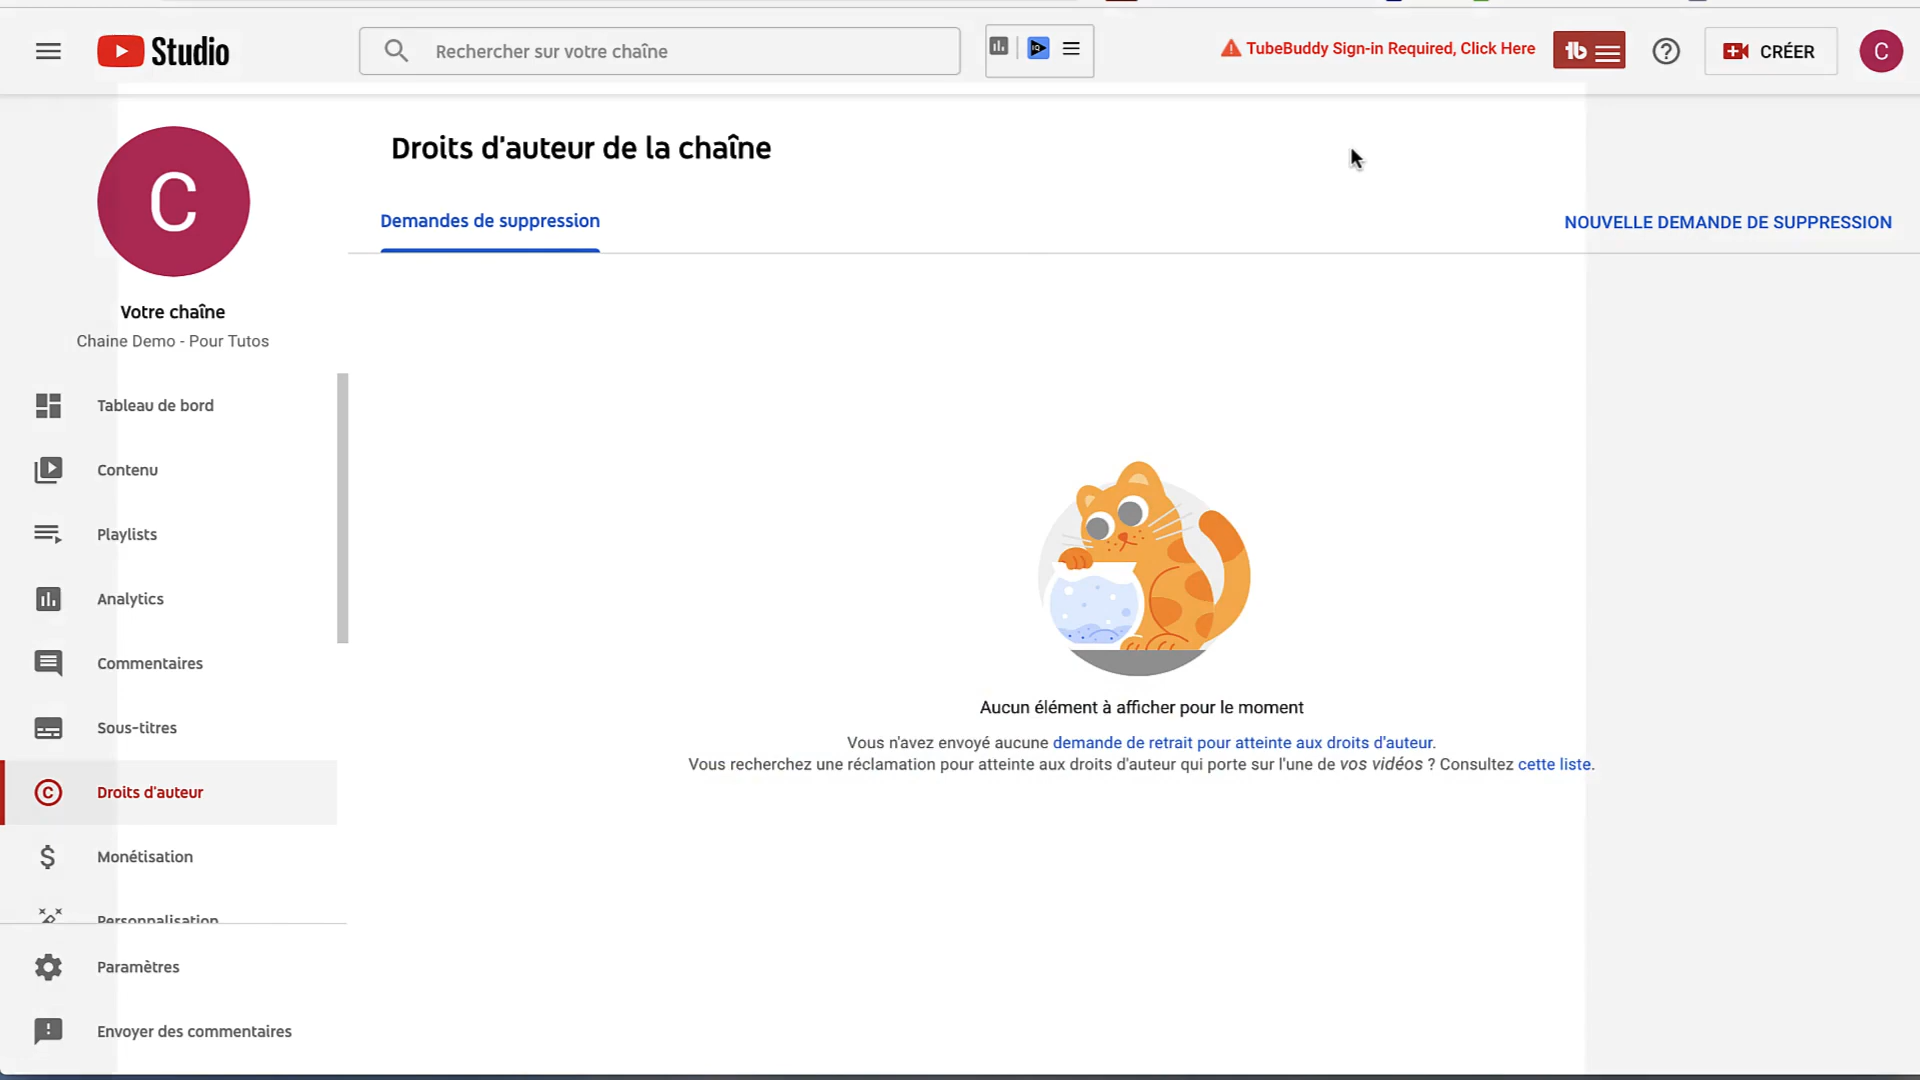 Studio
Rechercher sur votre chaîne
TubeBuddy Sign-in Required, Click Here
CRÉER
C
C
Droits d'auteur de la chaîne
Demandes de suppression
NOUVELLE DEMANDE DE SUPPRESSION
Votre chaîne
Chaine Demo - Pour Tutos
Tableau de bord
Contenu
Playlists
Analytics
Commentaires
Sous-titres
Droits d'auteur
Monétisation
Personnalisation
Paramètres
Envoyer des commentaires
Aucun élément à afficher pour le moment
Vous n'avez envoyé aucune demande de retrait pour atteinte aux droits d'auteur.
Vous recherchez une réclamation pour atteinte aux droits d'auteur qui porte sur l'une de vos vidéos ? Consultez cette liste.